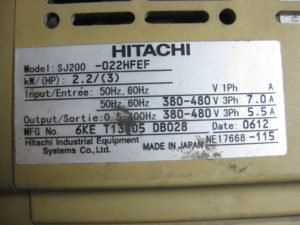 HITACHI
Model: SJ200 -022HFEF
kW/(HP): 2.2/(3)
Input/Entrée: 50Hz, 60Hz V 1Ph A
50Hz, 60Hz 380-480 V 3Ph 7.0 A
Output/Sortie: 0.5-400Hz 380-480 V 3Ph 5.5 A
MFG No. 6KE T13805 DB028 Date: 0612
Hitachi Industrial Equipment NE17668 -115
Systems Co., Ltd. MADE IN JAPAN